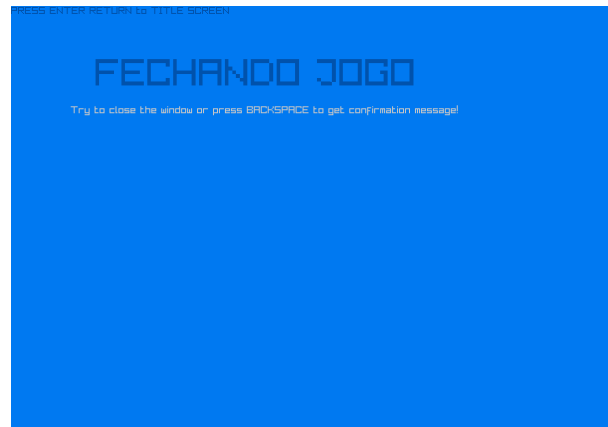 PRESS ENTER RETURN to TITLE SCREEN
FECHANDO JOGO
Try to close the window or press BACKSPACE to get confirmation message!